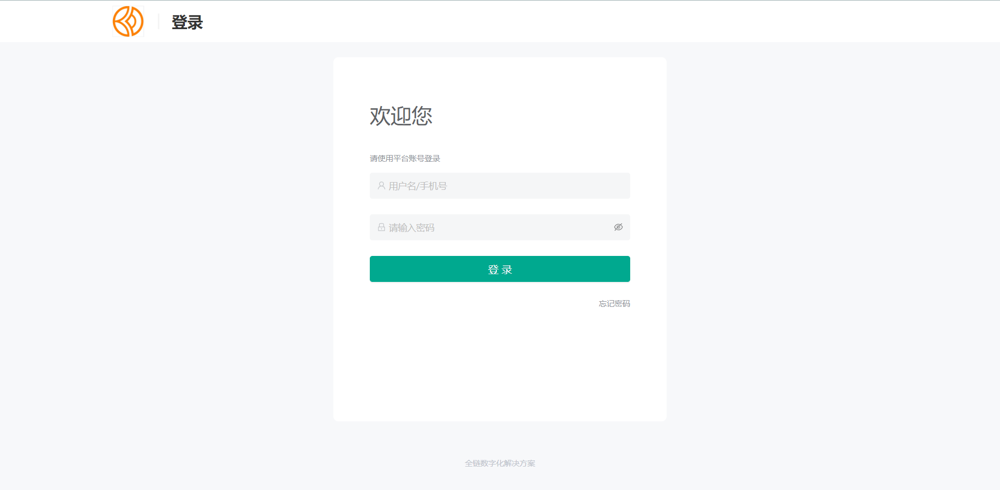 登录
欢迎您
请使用平台账号登录
用户名/手机号
请输入密码
登 录
忘记密码
全链数字化解决方案